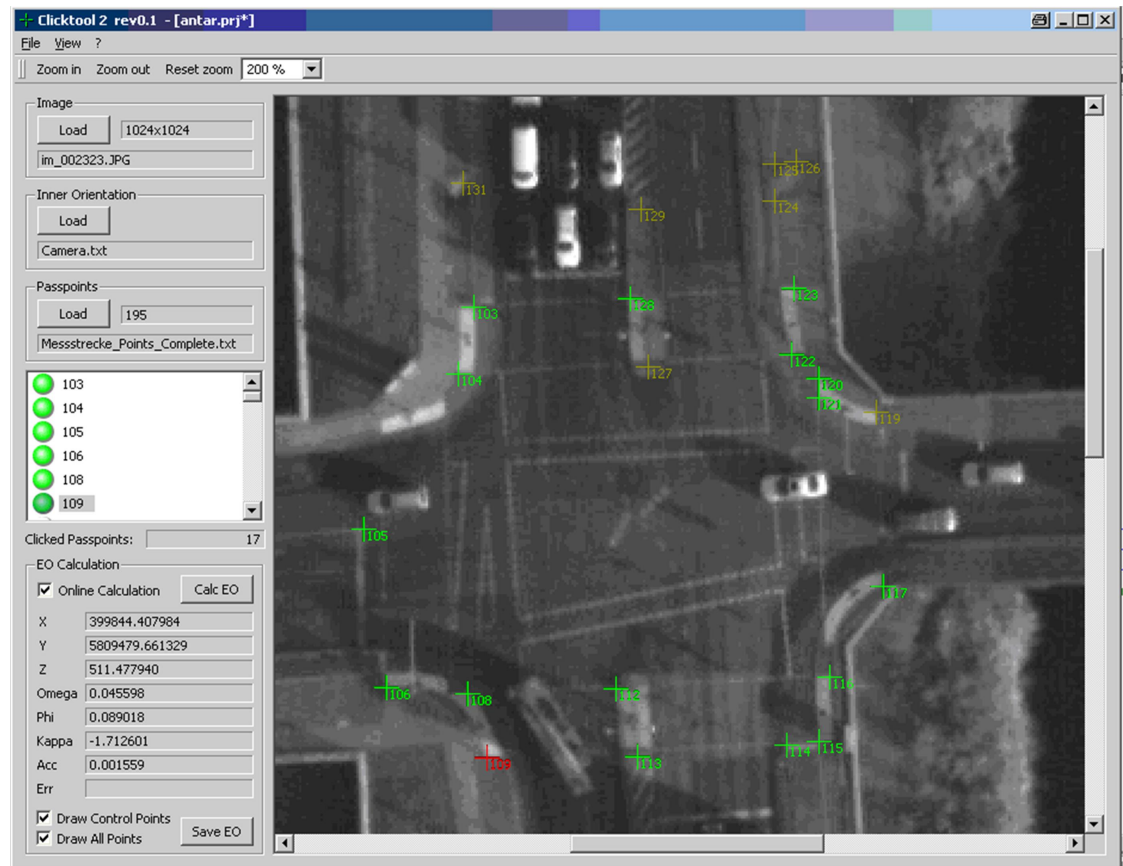 Clicktool 2 rev0.1 - [antar.prj*]
File View ?
Zoom in Zoom out Reset zoom 200 %
Image
Load 1024x1024
im_002323.JPG
Inner Orientation
Load
Camera.txt
Passpoints
Load 195
Messstrecke_Points_Complete.txt
103
104
105
106
108
109
Clicked Passpoints: 17
EO Calculation
Online Calculation Calc EO
X 399844.407984
Y 5809479.661329
Z 511.477940
Omega 0.045598
Phi 0.089018
Kappa -1.712601
Acc 0.001559
Err
Draw Control Points
Draw All Points
Save EO
125 126
131
124
129
123
128
103
122
127
104
120
121
119
105
117
116
106
108
112
115
114
109
113